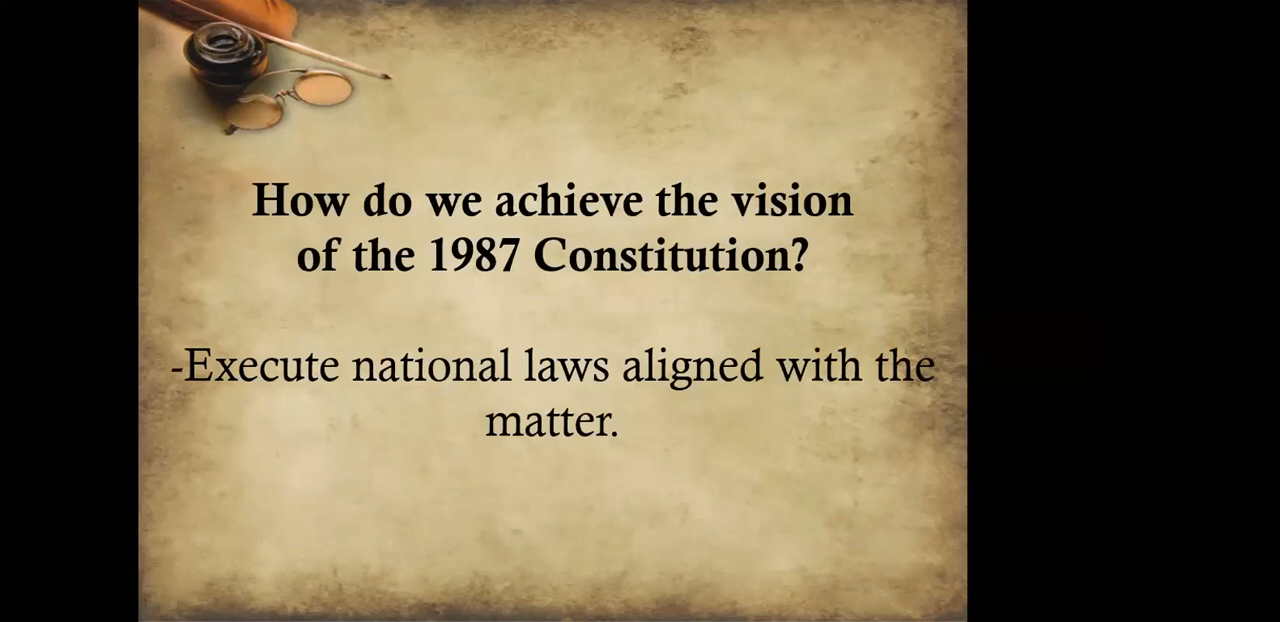 How do we achieve the vision
of the 1987 Constitution?
-Execute national laws aligned with the
matter.